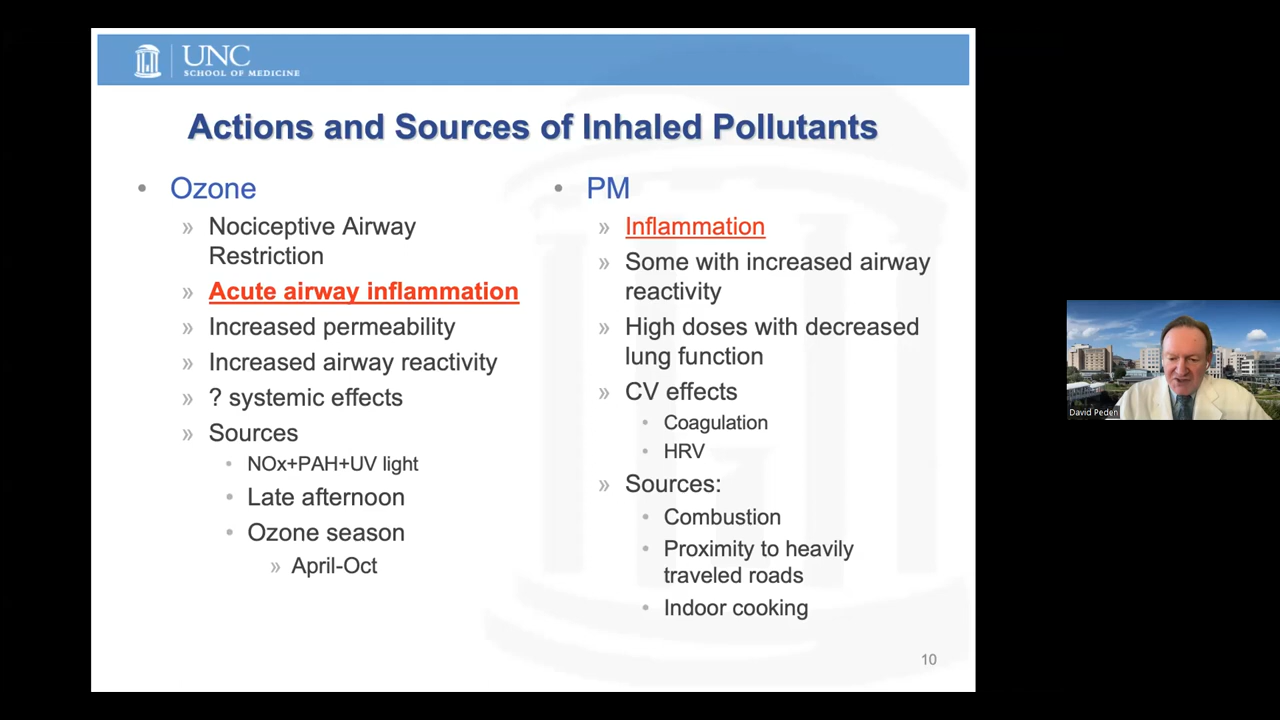 UNC
SCHOOL OF MEDICINE
Actions and Sources of Inhaled Pollutants
• Ozone
» Nociceptive Airway
Restriction
» Acute airway inflammation
» Increased permeability
» Increased airway reactivity
» ? systemic effects
» Sources
• NOx+PAH+UV light
• Late afternoon
• Ozone season
» April-Oct
• PM
» Inflammation
» Some with increased airway
reactivity
» High doses with decreased
lung function
» CV effects
• Coagulation
• HRV
» Sources:
• Combustion
• Proximity to heavily
traveled roads
• Indoor cooking
10
David Peden